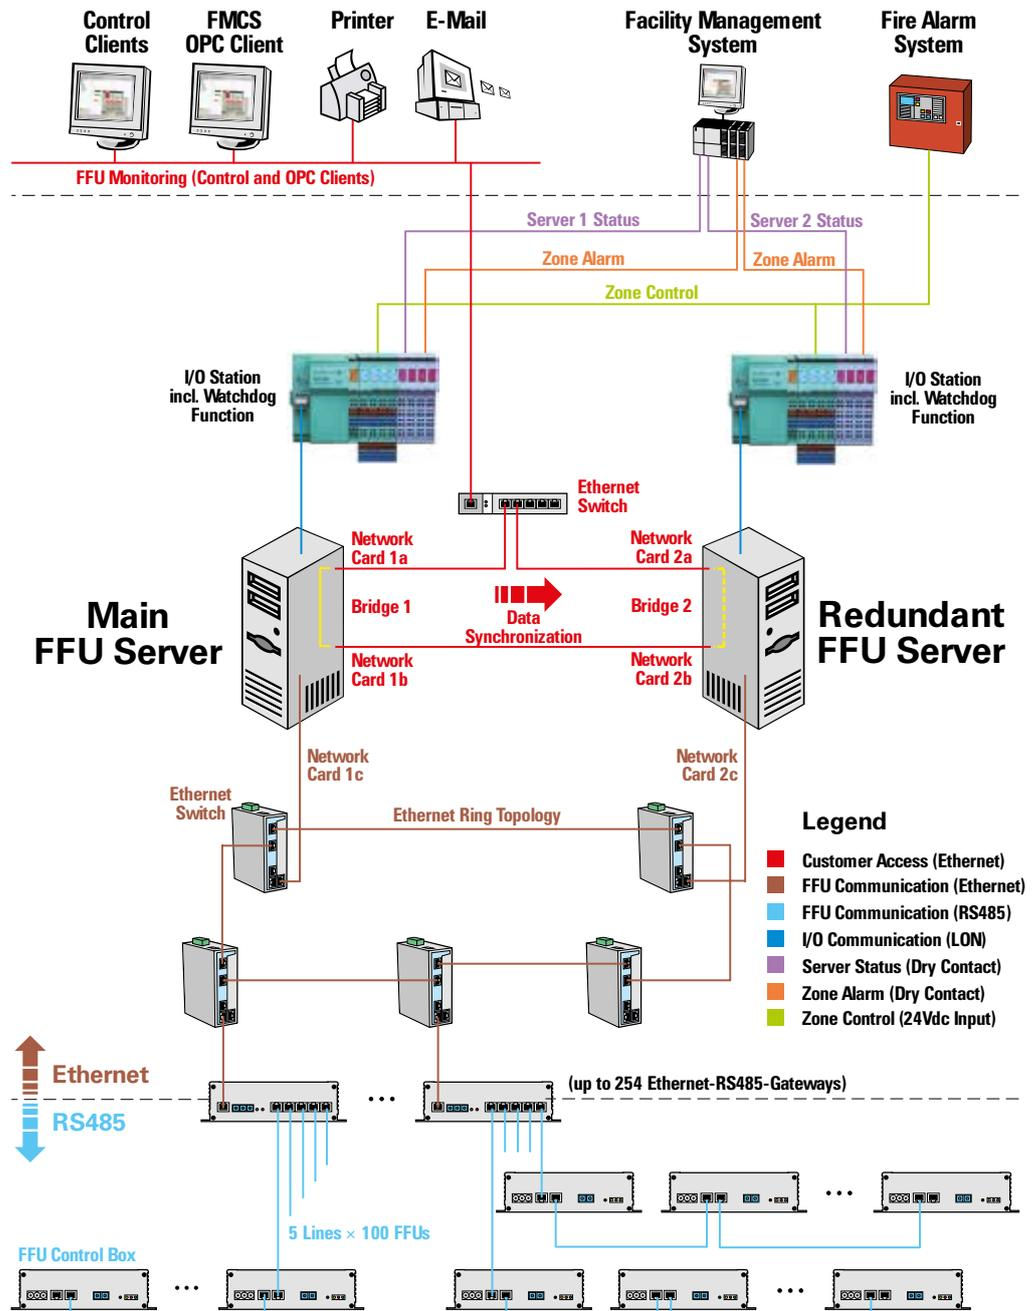 Control
Clients
FMCS
OPC Client
Printer
E-Mail
Facility Management
System
Fire Alarm
System
FFU Monitoring (Control and OPC Clients)
Server 1 Status
Server 2 Status
Zone Alarm
Zone Alarm
Zone Control
I/O Station
incl. Watchdog
Function
I/O Station
incl. Watchdog
Function
Ethernet
Switch
Network
Card 1a
Network
Card 2a
Bridge 1
Bridge 2
Data
Synchronization
Main
FFU Server
Redundant
FFU Server
Network
Card 1b
Network
Card 2b
Network
Card 1c
Network
Card 2c
Ethernet
Switch
Ethernet Ring Topology
Legend
Customer Access (Ethernet)
FFU Communication (Ethernet)
FFU Communication (RS485)
I/O Communication (LON)
Server Status (Dry Contact)
Zone Alarm (Dry Contact)
Zone Control (24Vdc Input)
Ethernet
RS485
(up to 254 Ethernet-RS485-Gateways)
5 Lines × 100 FFUs
FFU Control Box